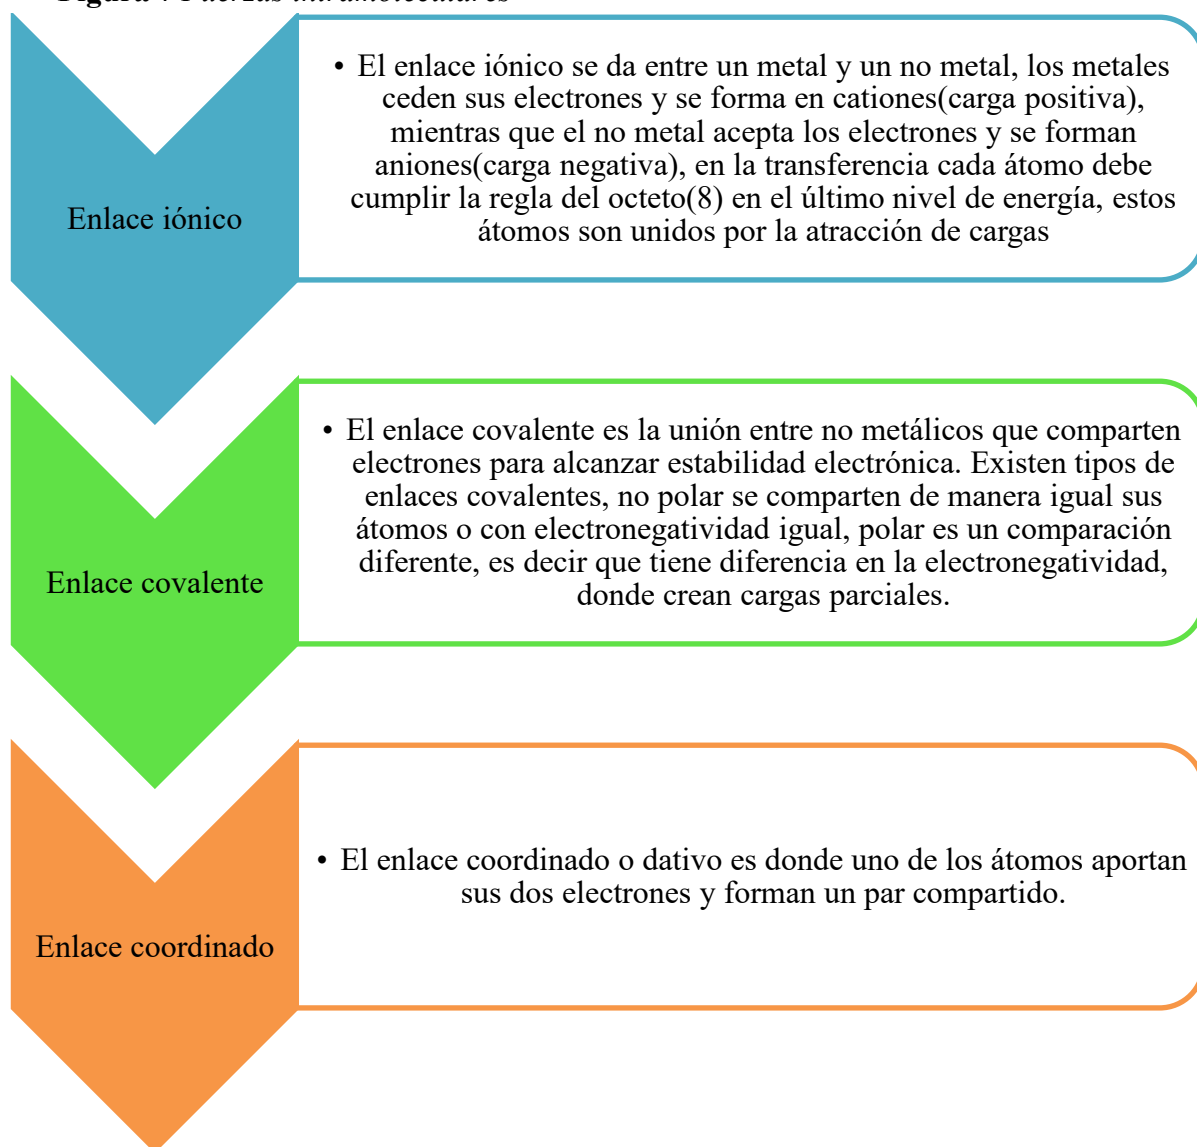 Enlace iónico
• El enlace iónico se da entre un metal y un no metal, los metales
ceden sus electrones y se forma en cationes(carga positiva),
mientras que el no metal acepta los electrones y se forman
aniones(carga negativa), en la transferencia cada átomo debe
cumplir la regla del octeto(8) en el último nivel de energía, estos
átomos son unidos por la atracción de cargas
Enlace covalente
• El enlace covalente es la unión entre no metálicos que comparten
electrones para alcanzar estabilidad electrónica. Existen tipos de
enlaces covalentes, no polar se comparten de manera igual sus
átomos o con electronegatividad igual, polar es un comparación
diferente, es decir que tiene diferencia en la electronegatividad,
donde crean cargas parciales.
Enlace coordinado
• El enlace coordinado o dativo es donde uno de los átomos aportan
sus dos electrones y forman un par compartido.